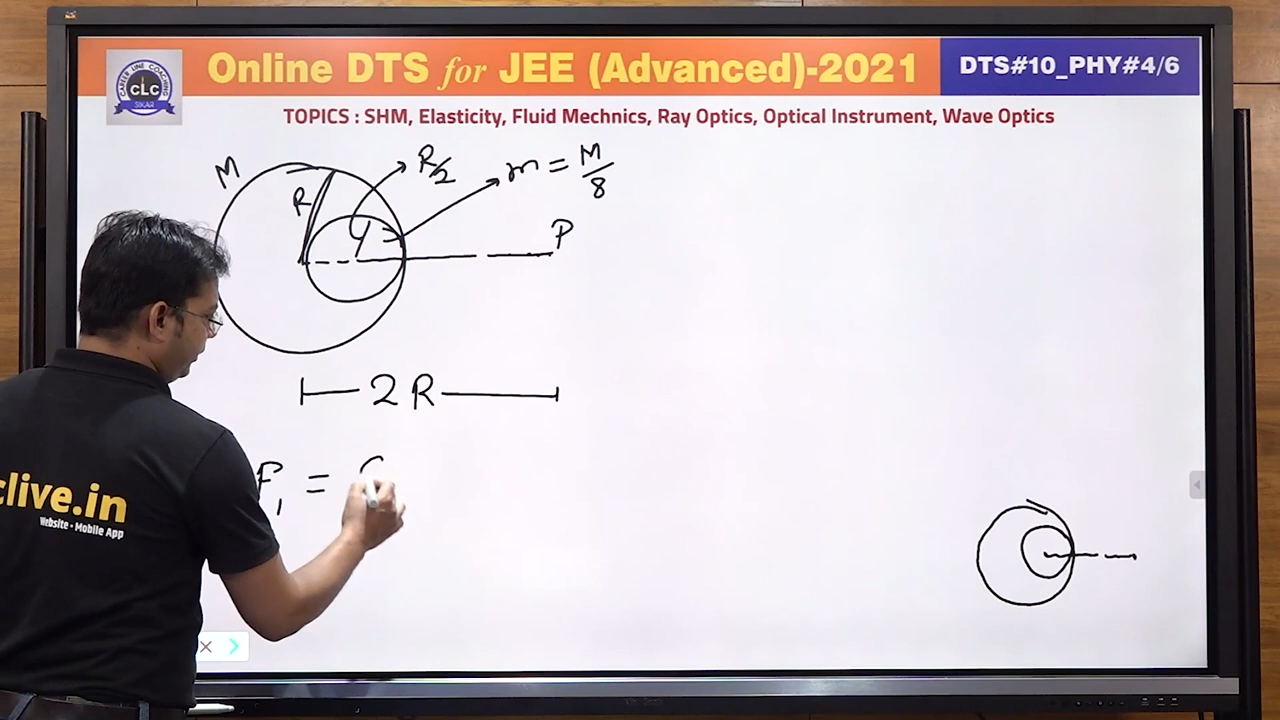 Online DTS for JEE (Advanced)-2021
DTS#10_PHY#4/6
CAREER LINE COACHING
CLC
SIKAR
TOPICS : SHM, Elasticity, Fluid Mechnics, Ray Optics, Optical Instrument, Wave Optics
M
R
R/2
m = M/8
P
2R
F₁ =
clive.in
Website • Mobile App